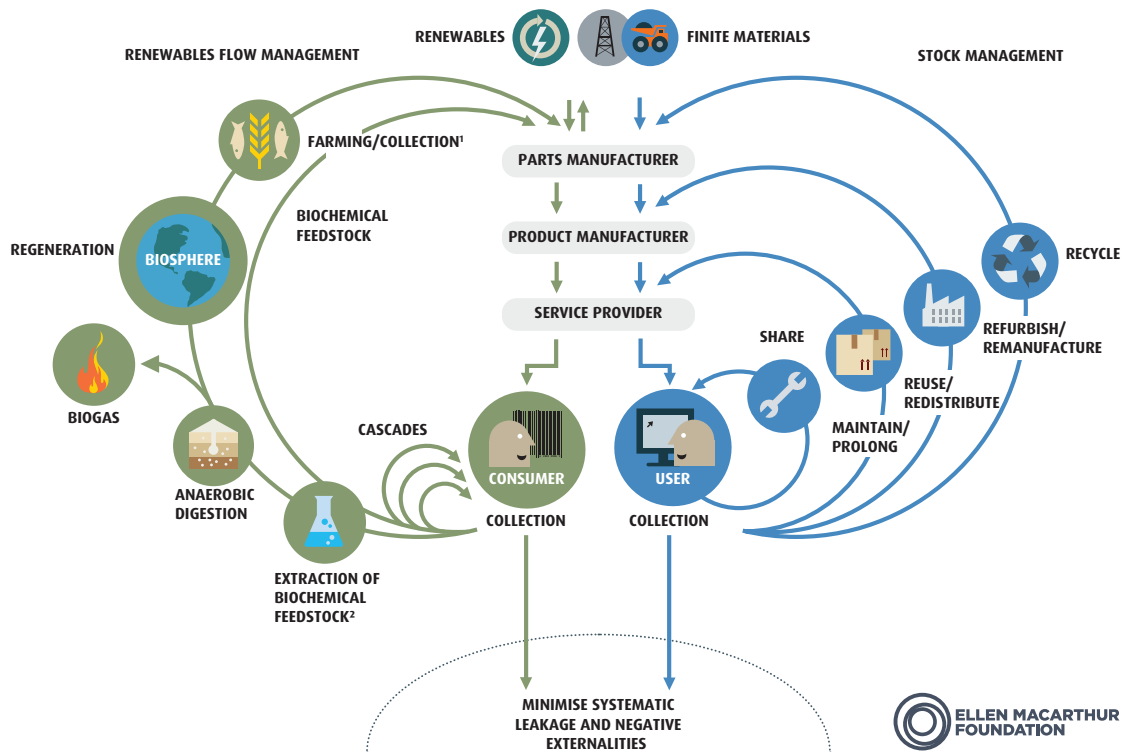 RENEWABLES
FINITE MATERIALS
RENEWABLES FLOW MANAGEMENT
STOCK MANAGEMENT
FARMING/COLLECTION¹
PARTS MANUFACTURER
BIOCHEMICAL
FEEDSTOCK
PRODUCT MANUFACTURER
REGENERATION
BIOSPHERE
RECYCLE
SERVICE PROVIDER
SHARE
REFURBISH/
REMANUFACTURE
BIOGAS
REUSE/
REDISTRIBUTE
CASCADES
MAINTAIN/
PROLONG
CONSUMER
USER
ANAEROBIC
DIGESTION
COLLECTION
COLLECTION
EXTRACTION OF
BIOCHEMICAL
FEEDSTOCK²
MINIMISE SYSTEMATIC
LEAKAGE AND NEGATIVE
EXTERNALITIES
ELLEN MACARTHUR
FOUNDATION